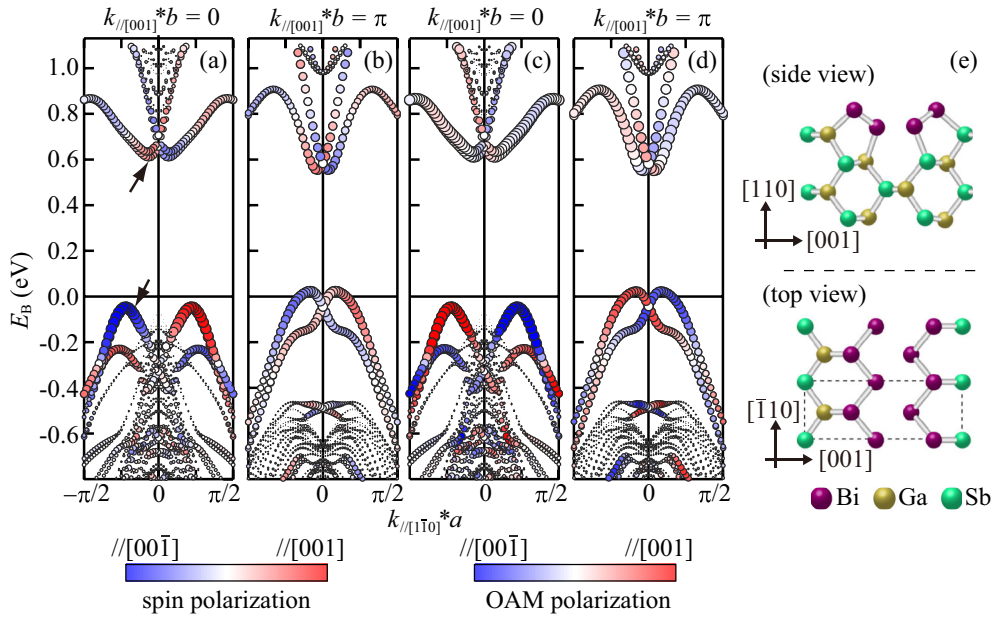 k//[001]*b = 0
k//[001]*b = π
k//[001]*b = 0
k//[001]*b = π
(a)
(b)
(c)
(d)
(e)
E_B (eV)
1.0
0.8
0.6
0.4
0.2
0.0
-0.2
-0.4
-0.6
−π/2
0
π/2
0
π/2
0
π/2
0
π/2
k//[11̄0]*a
//[001̄]
//[001]
spin polarization
//[001̄]
//[001]
OAM polarization
(side view)
[110]
[001]
(top view)
[1̄10]
[001]
Bi
Ga
Sb